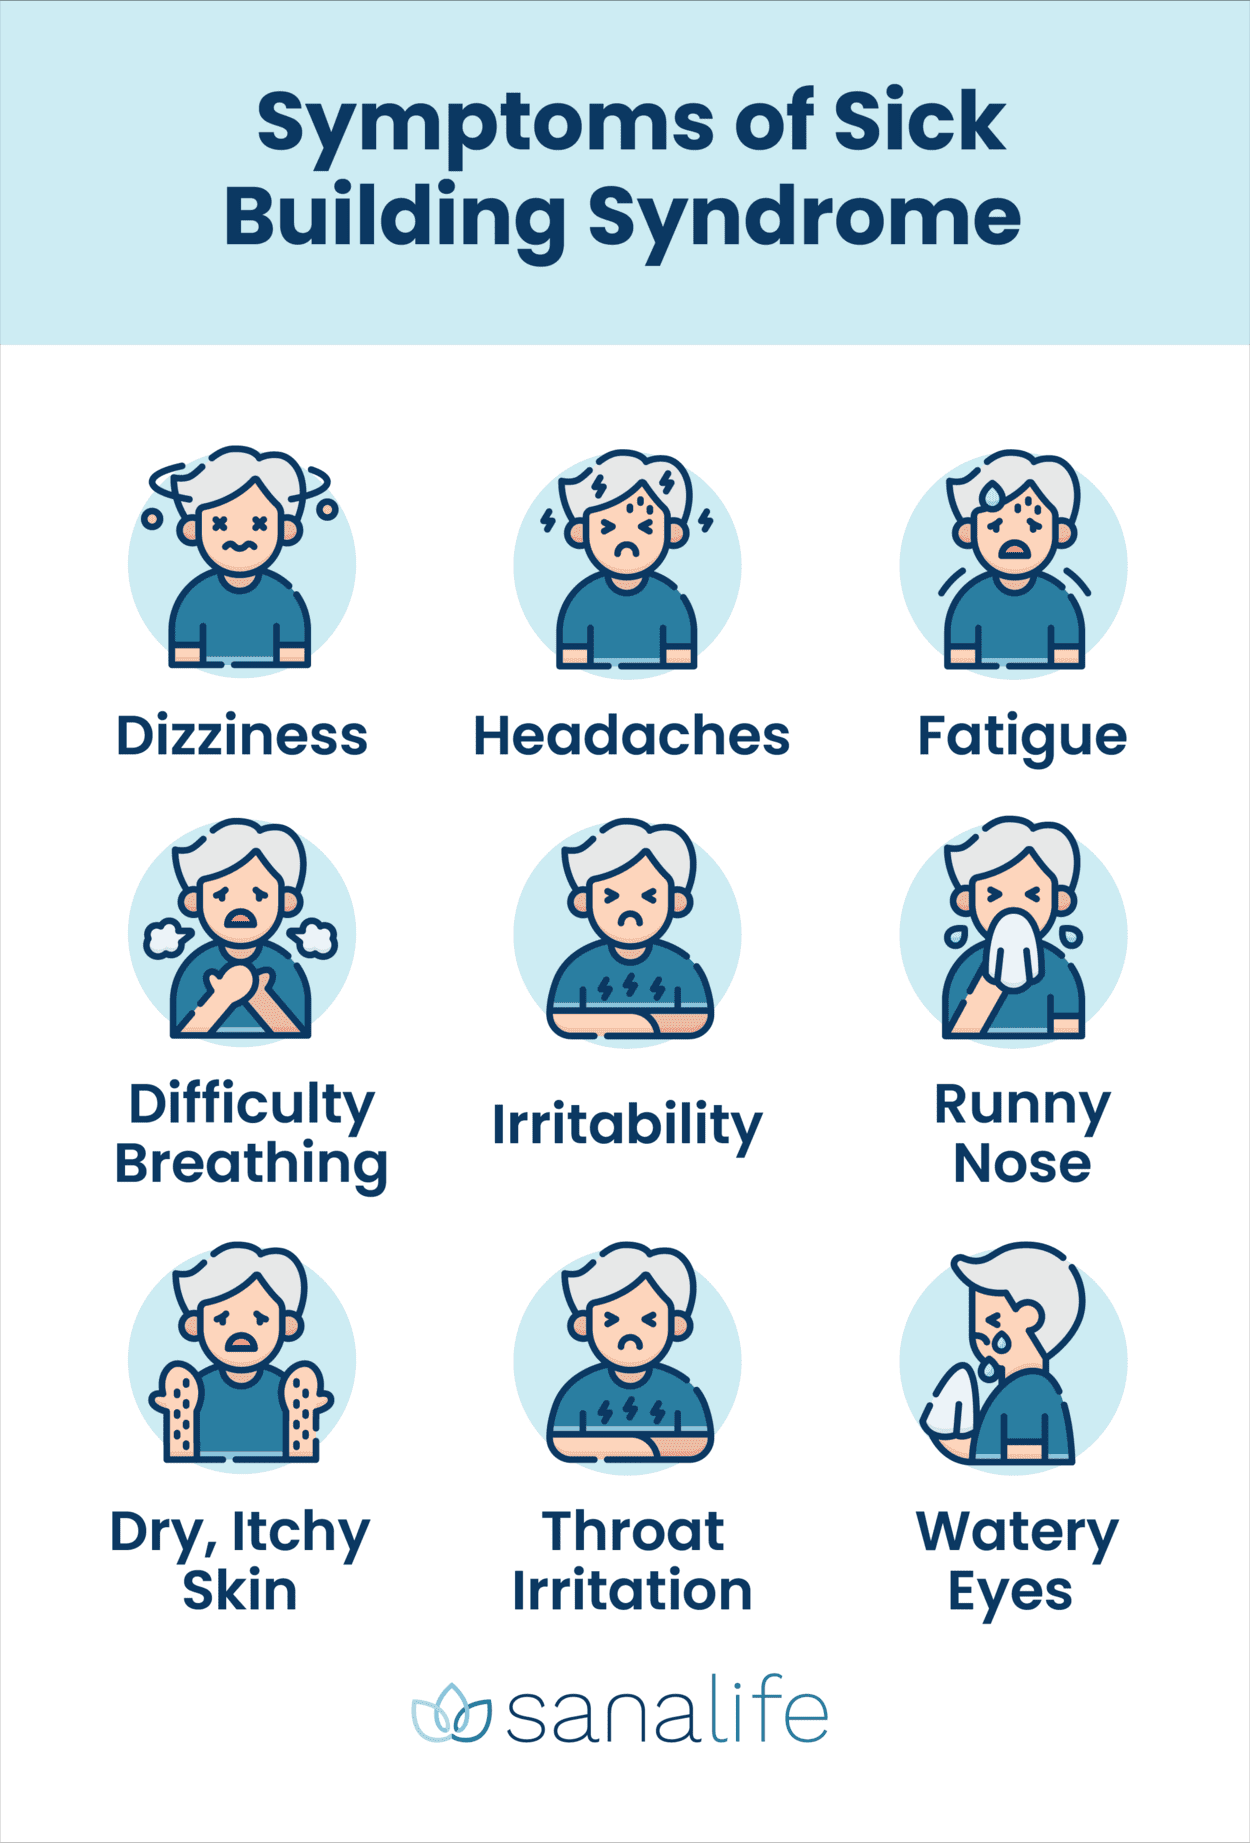 Symptoms of Sick
Building Syndrome
Dizziness
Headaches
Fatigue
Difficulty
Breathing
Irritability
Runny
Nose
Dry, Itchy
Skin
Throat
Irritation
Watery
Eyes
sanalife